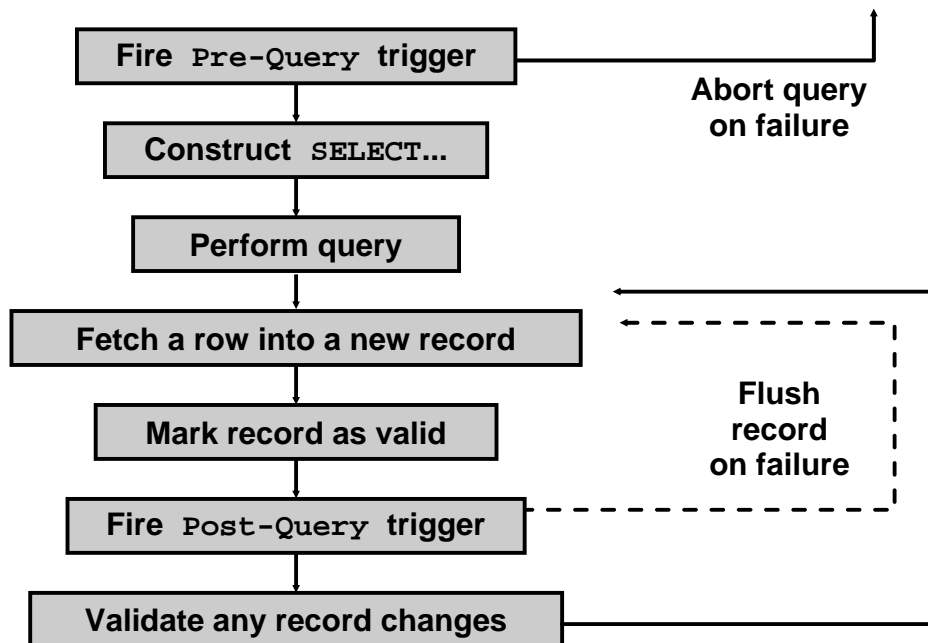 Fire Pre-Query trigger
Abort query
on failure
Construct SELECT...
Perform query
Fetch a row into a new record
Mark record as valid
Flush
record
on failure
Fire Post-Query trigger
Validate any record changes